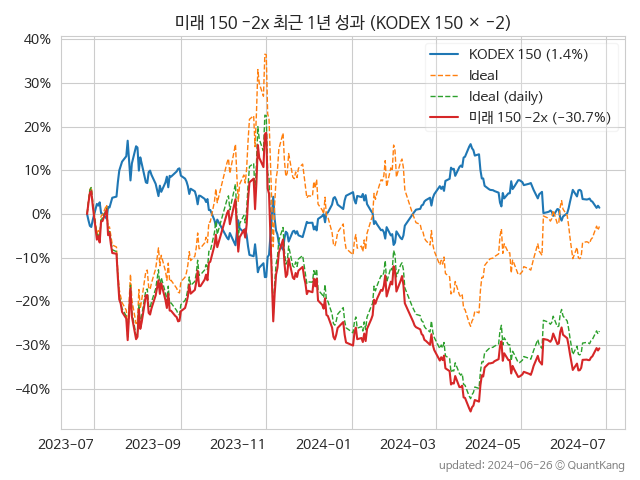 미래 150 −2x 최근 1년 성과 (KODEX 150 × −2)
KODEX 150 (1.4%)
Ideal
Ideal (daily)
미래 150 −2x (−30.7%)
40%
30%
20%
10%
0%
−10%
−20%
−30%
−40%
2023−07 2023−09 2023−11 2024−01 2024−03 2024−05 2024−07
updated: 2024−06−26 © QuantKang